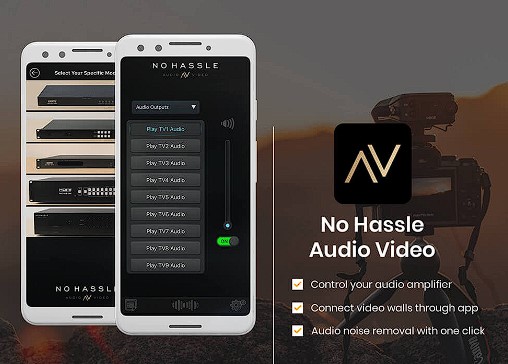 Select Your Specific Mod
NO HASSLE
AUDIO AV VIDEO
NO HASSLE
AUDIO AV VIDEO
Audio Outputs
Play TV1 Audio
Play TV2 Audio
Play TV3 Audio
Play TV4 Audio
Play TV5 Audio
Play TV6 Audio
Play TV7 Audio
Play TV8 Audio
Play TV9 Audio
ON
AV
No Hassle
Audio Video
Control your audio amplifier
Connect video walls through app
Audio noise removal with one click